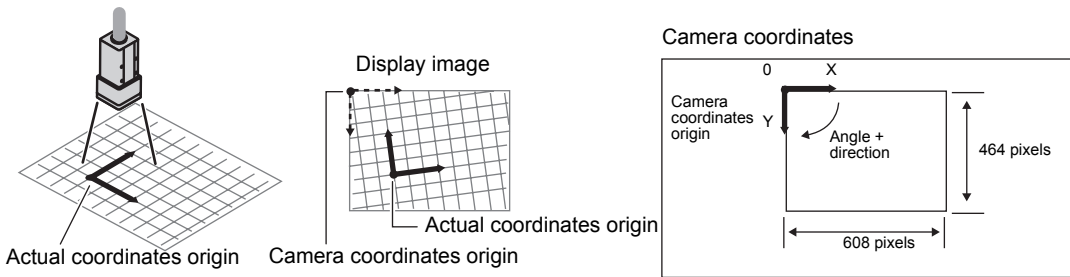 Actual coordinates origin
Display image
Actual coordinates origin
Camera coordinates origin
Camera coordinates
0 X
Camera
coordinates
origin
Y
Angle +
direction
464 pixels
608 pixels